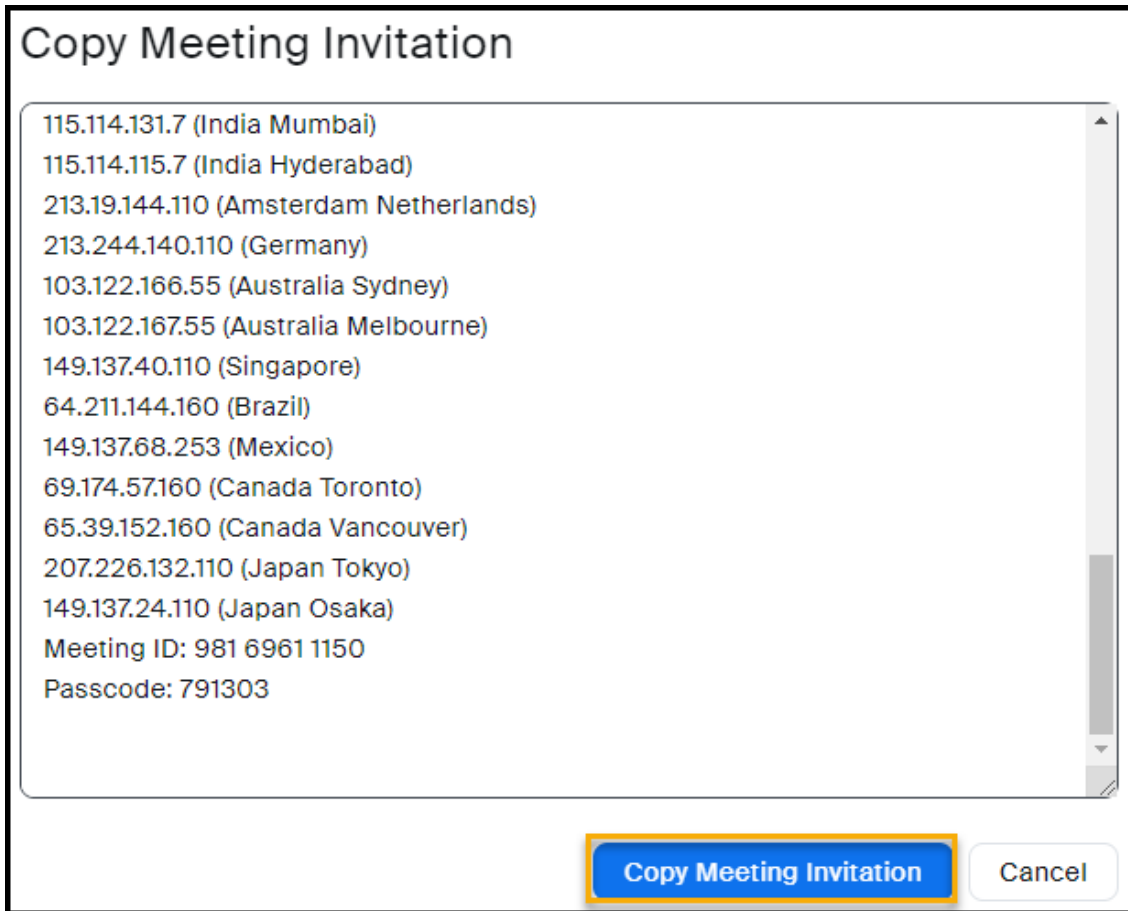 Copy Meeting Invitation
115.114.131.7 (India Mumbai)
115.114.115.7 (India Hyderabad)
213.19.144.110 (Amsterdam Netherlands)
213.244.140.110 (Germany)
103.122.166.55 (Australia Sydney)
103.122.167.55 (Australia Melbourne)
149.137.40.110 (Singapore)
64.211.144.160 (Brazil)
149.137.68.253 (Mexico)
69.174.57.160 (Canada Toronto)
65.39.152.160 (Canada Vancouver)
207.226.132.110 (Japan Tokyo)
149.137.24.110 (Japan Osaka)
Meeting ID: 981 6961 1150
Passcode: 791303
Copy Meeting Invitation Cancel